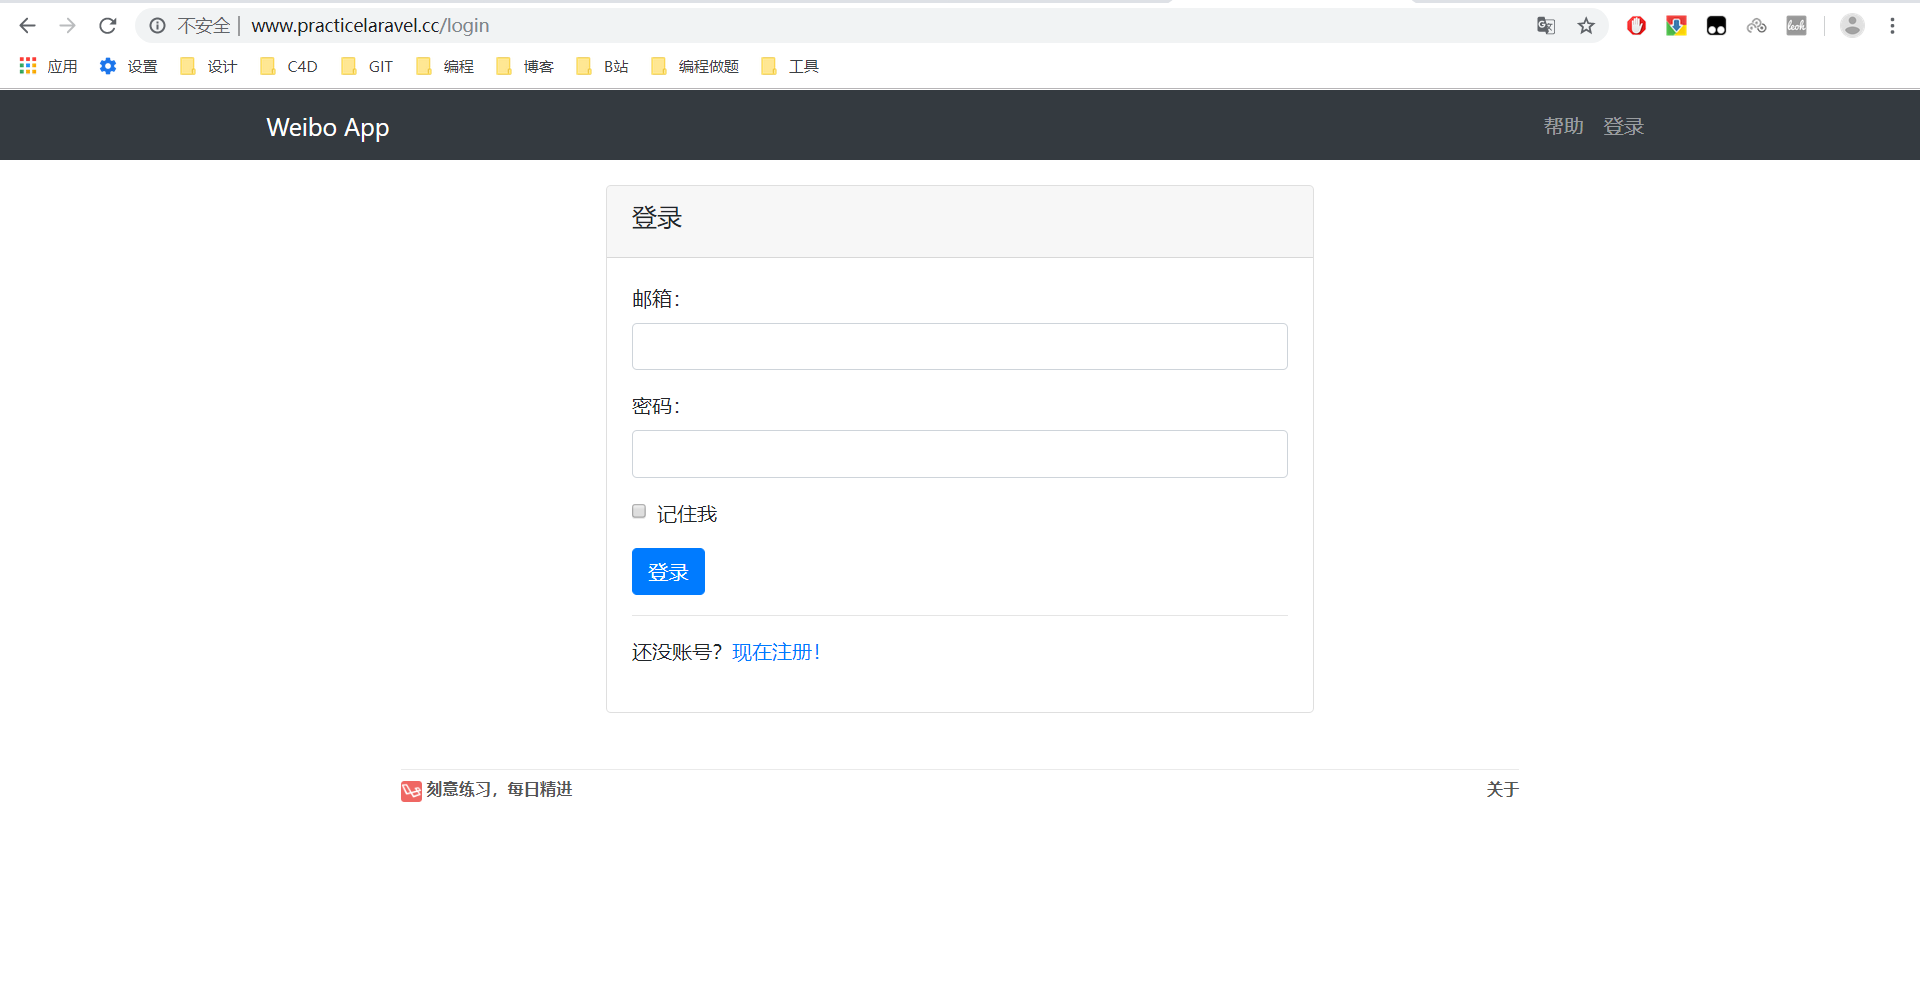 不安全 | www.practicelaravel.cc/login
应用 设置 设计 C4D GIT 编程 博客 B站 编程做题 工具
Weibo App 帮助 登录
登录
邮箱：
密码：
记住我
登录
还没账号？现在注册！
刻意练习，每日精进 关于